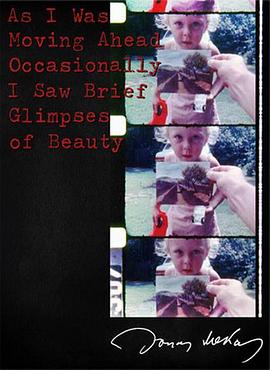 As I Was
Moving Ahead
Occasionally
I Saw Brief
Glimpses
of Beauty
Jonas Mekas